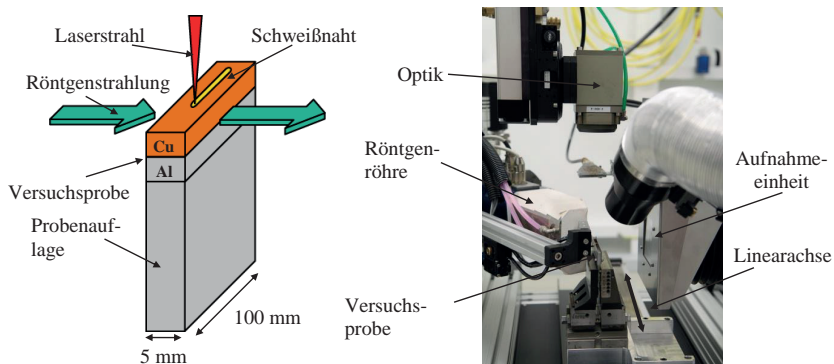 Laserstrahl
Schweißnaht
Röntgenstrahlung
Cu
Al
Versuchsprobe
Probenauf-
lage
100 mm
5 mm
Optik
Röntgen-
röhre
Aufnahme-
einheit
Linearachse
Versuchs-
probe